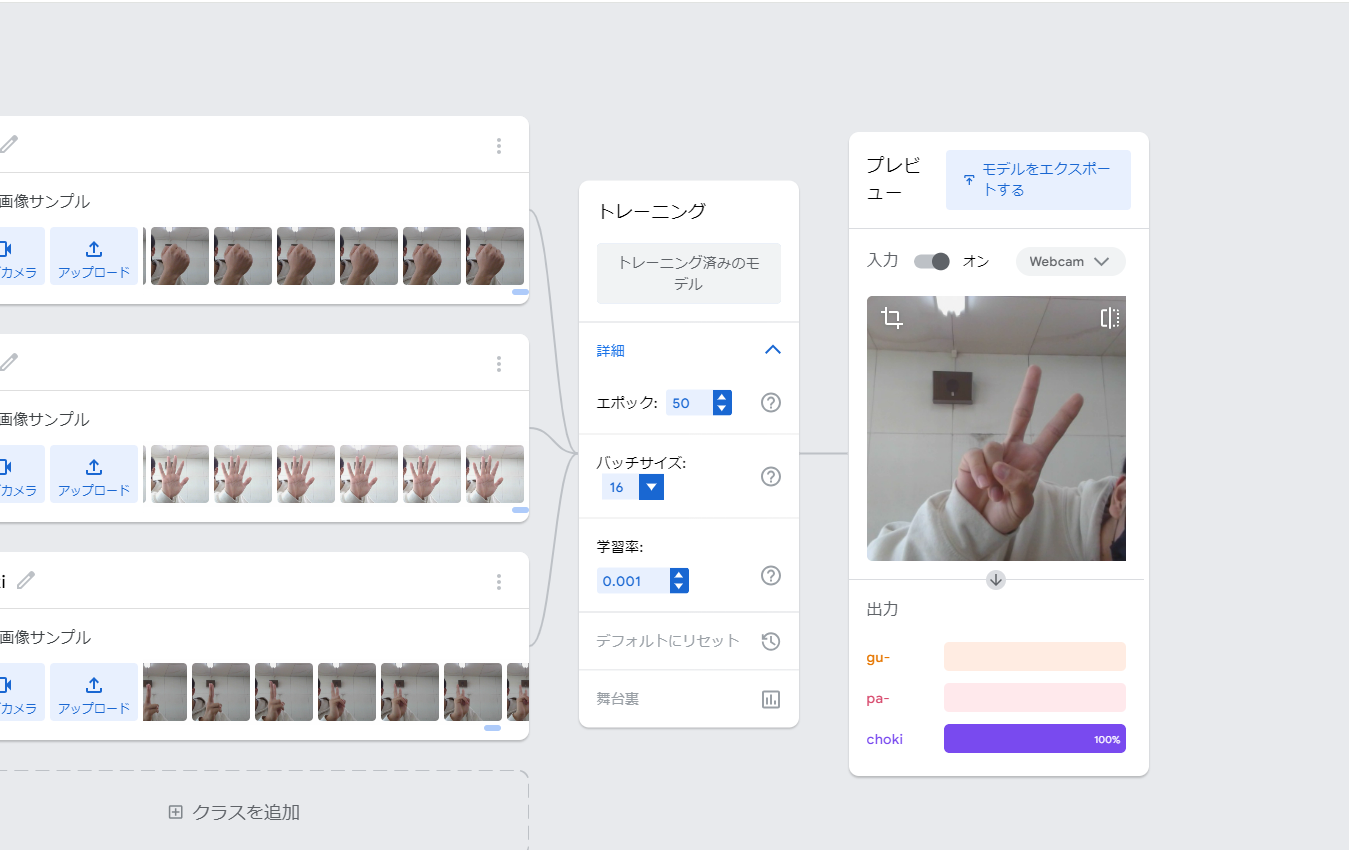 画像サンプル
カメラ
アップロード
画像サンプル
カメラ
アップロード
画像サンプル
カメラ
アップロード
クラスを追加
トレーニング
トレーニング済みのモ
デル
詳細
エポック: 50
バッチサイズ:
16
学習率:
0.001
デフォルトにリセット
舞台裏
プレビ
ュー
モデルをエクスポー
トする
入力 オン Webcam
出力
gu-
pa-
choki 100%